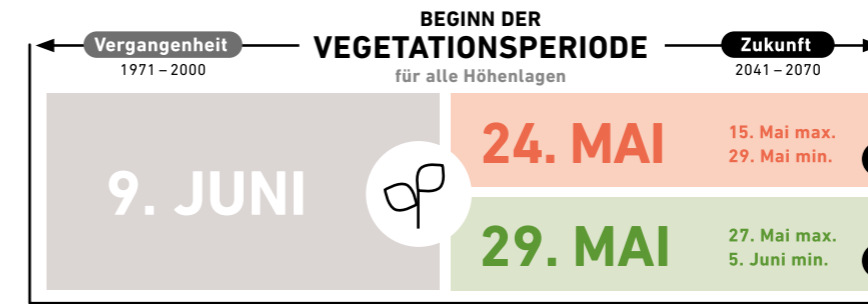 BEGINN DER
VEGETATIONSPERIODE
für alle Höhenlagen
Vergangenheit
1971 – 2000
Zukunft
2041 – 2070
9. JUNI
24. MAI
15. Mai max.
29. Mai min.
29. MAI
27. Mai max.
5. Juni min.